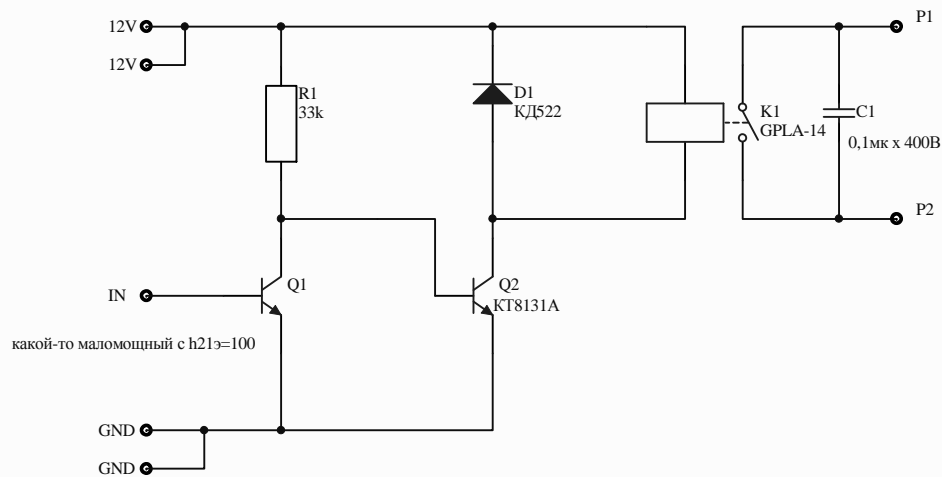 12V
P1
12V
R1
33k
D1
КД522
K1
GPLA-14
C1
0,1мк x 400В
P2
Q1
Q2
IN
КТ8131А
какой-то маломощный с h21э=100
GND
GND